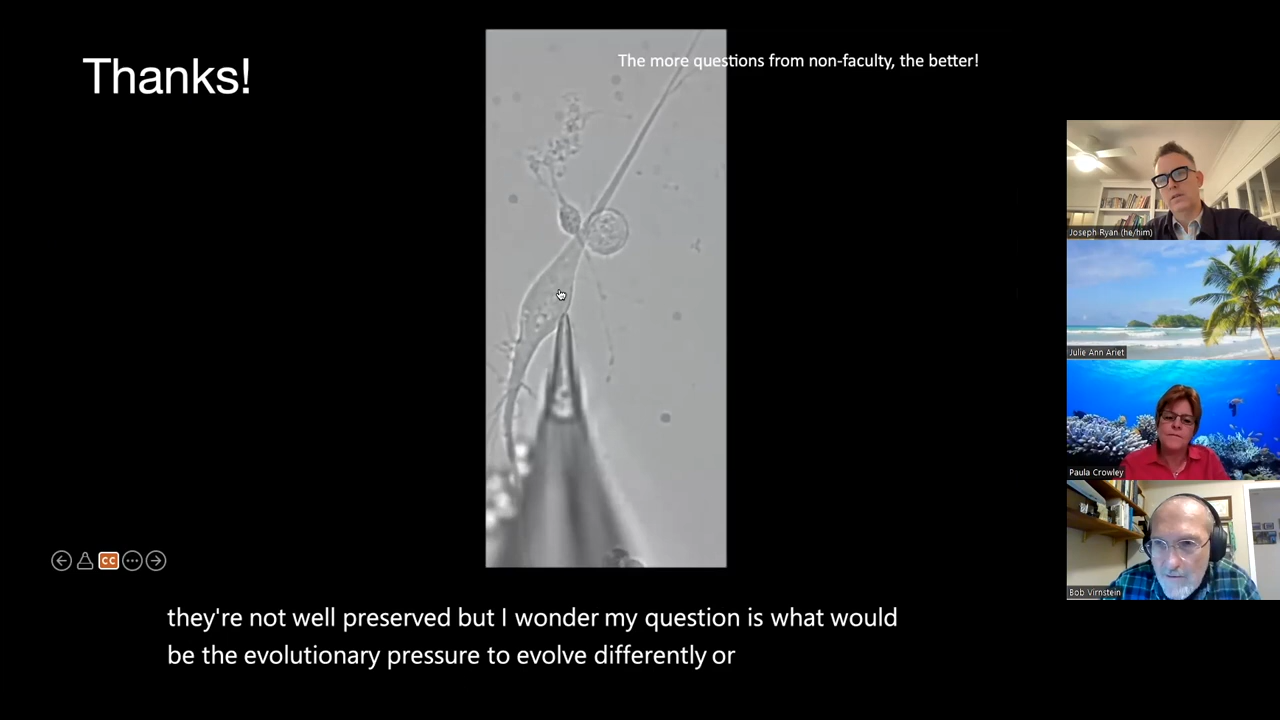 Thanks!
The more questions from non-faculty, the better!
Joseph Ryan (he/him)
Julie Ann Ariet
Paula Crowley
Bob Virnstein
CC
they're not well preserved but I wonder my question is what would
be the evolutionary pressure to evolve differently or